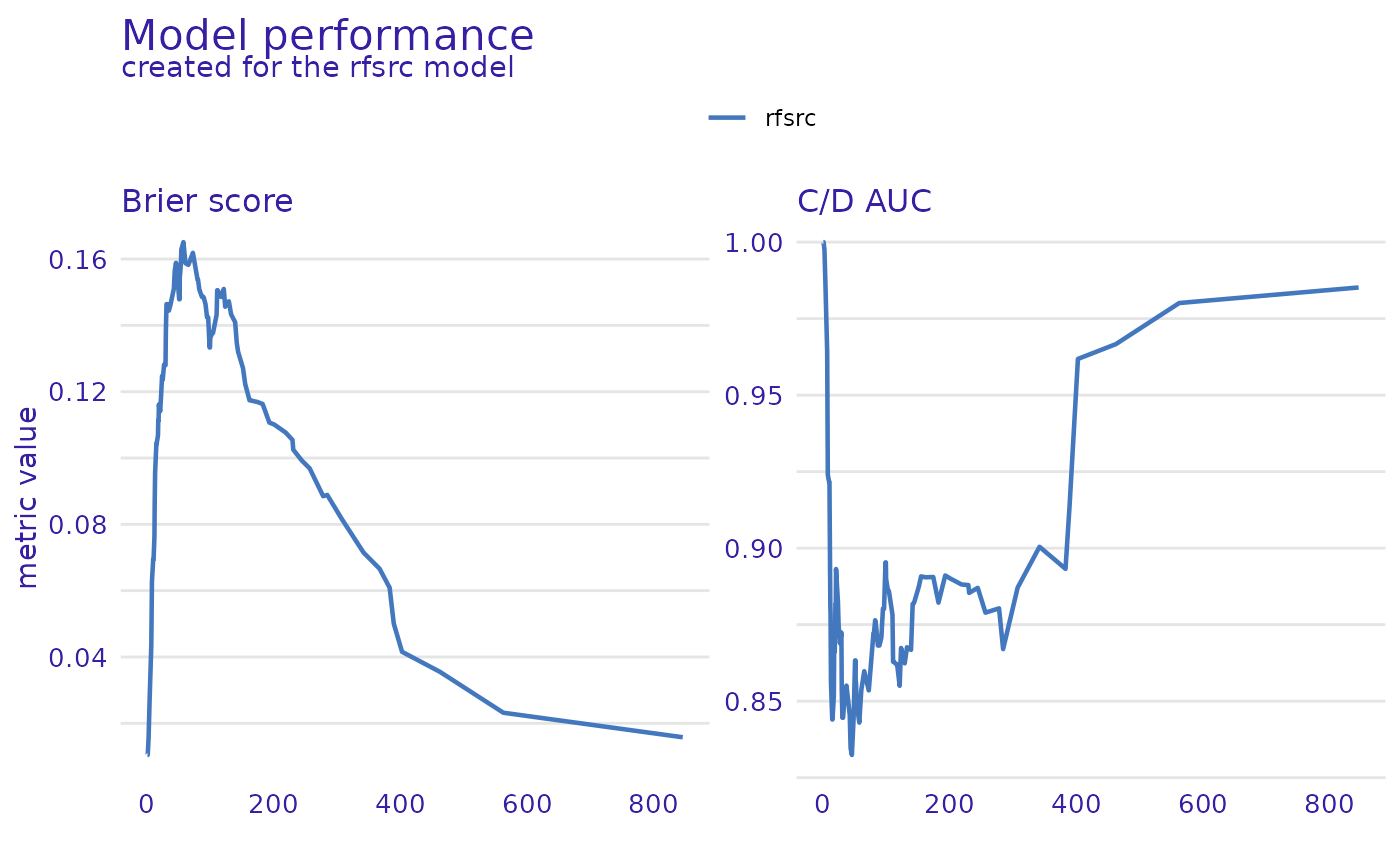 Model performance
created for the rfsrc model
rfsrc
Brier score
C/D AUC
metric value
0.16
0.12
0.08
0.04
0 200 400 600 800
1.00
0.95
0.90
0.85
0 200 400 600 800